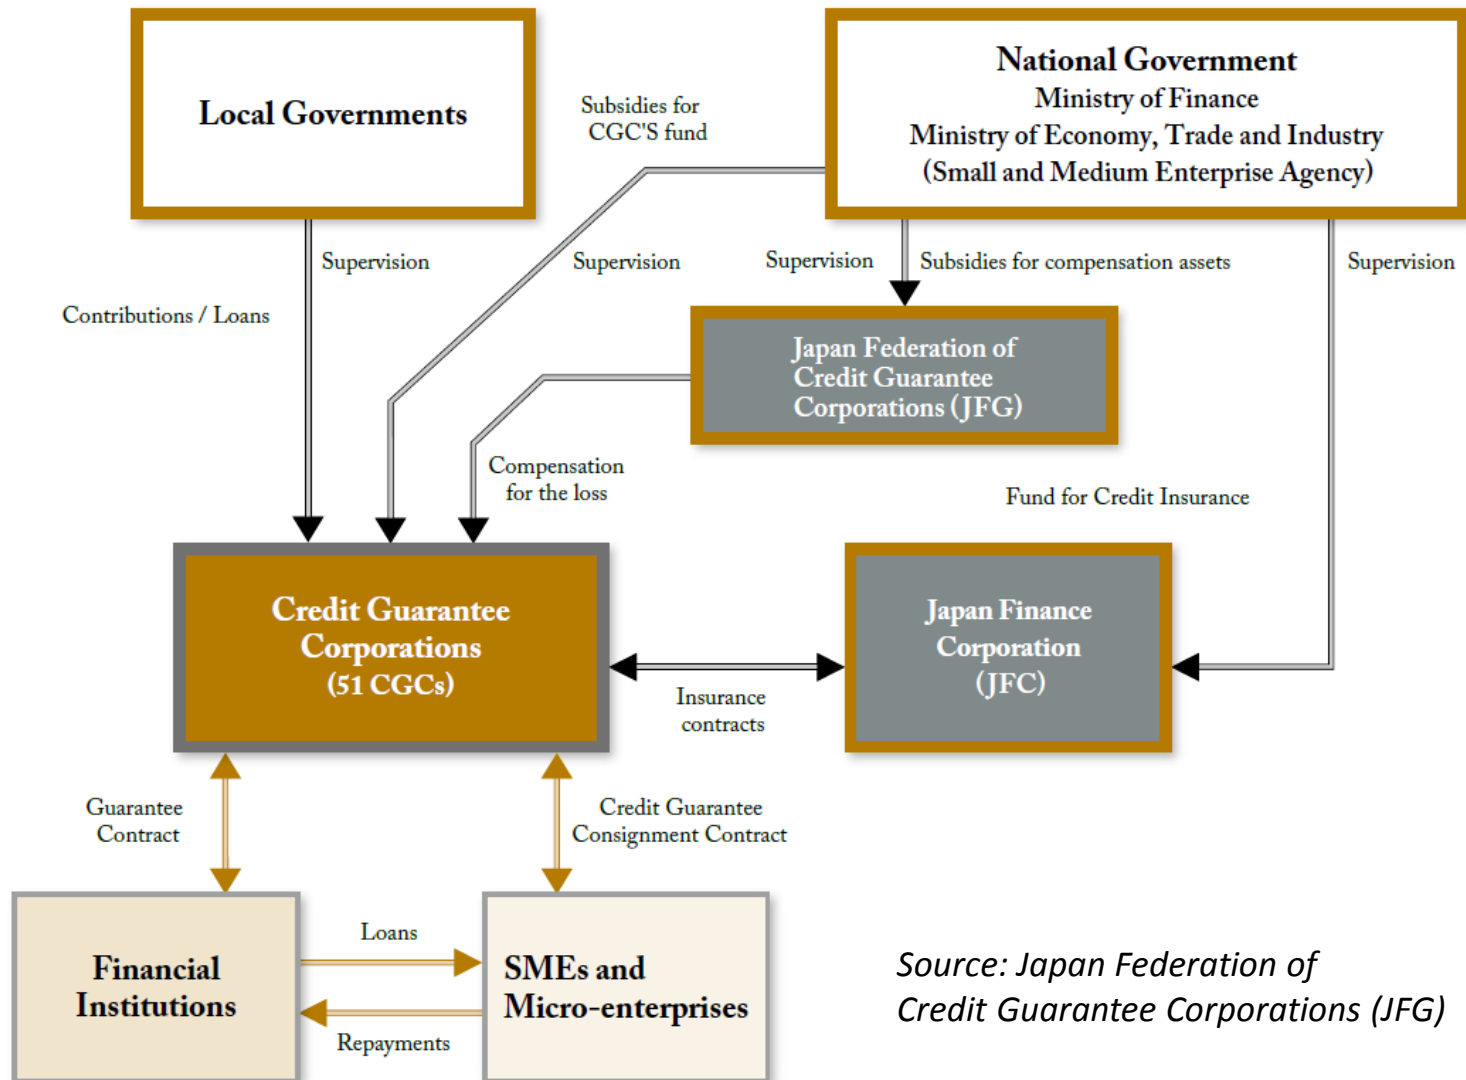 Local Governments
National Government
Ministry of Finance
Ministry of Economy, Trade and Industry
(Small and Medium Enterprise Agency)
Subsidies for
CGC'S fund
Supervision
Supervision
Supervision
Subsidies for compensation assets
Supervision
Contributions / Loans
Japan Federation of
Credit Guarantee
Corporations (JFG)
Compensation
for the loss
Fund for Credit Insurance
Credit Guarantee
Corporations
(51 CGCs)
Japan Finance
Corporation
(JFC)
Insurance
contracts
Guarantee
Contract
Credit Guarantee
Consignment Contract
Financial
Institutions
Loans
Repayments
SMEs and
Micro-enterprises
Source: Japan Federation of
Credit Guarantee Corporations (JFG)